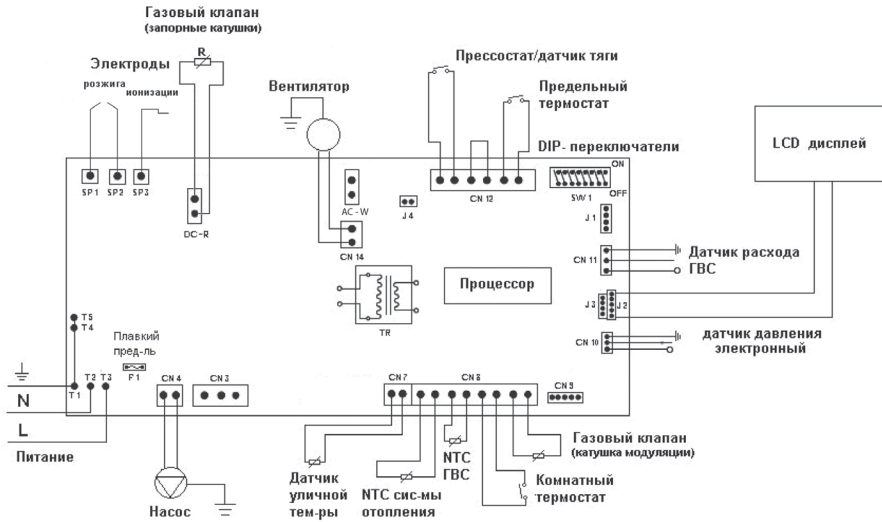 Газовый клапан
(запорные катушки)
R
Электроды
розжига
ионизации
Вентилятор
Прессостат/датчик тяги
Предельный
термостат
DIP- переключатели
LCD дисплей
ON
OFF
SP1
SP2
SP3
DC-R
AC-W
CN 14
J4
CN 12
SW 1
J1
CN 11
Датчик расхода
ГВС
Процессор
TR
J3
J2
T5
T4
Плавкий
пред-ль
F1
CN 10
датчик давления
электронный
T1
T2
T3
CN 4
CN 3
CN 7
CN 8
CN 9
N
L
Питание
Насос
Датчик
уличной
тем-ры
NTC сис-мы
отопления
NTC
ГВС
Комнатный
термостат
Газовый клапан
(катушка модуляции)